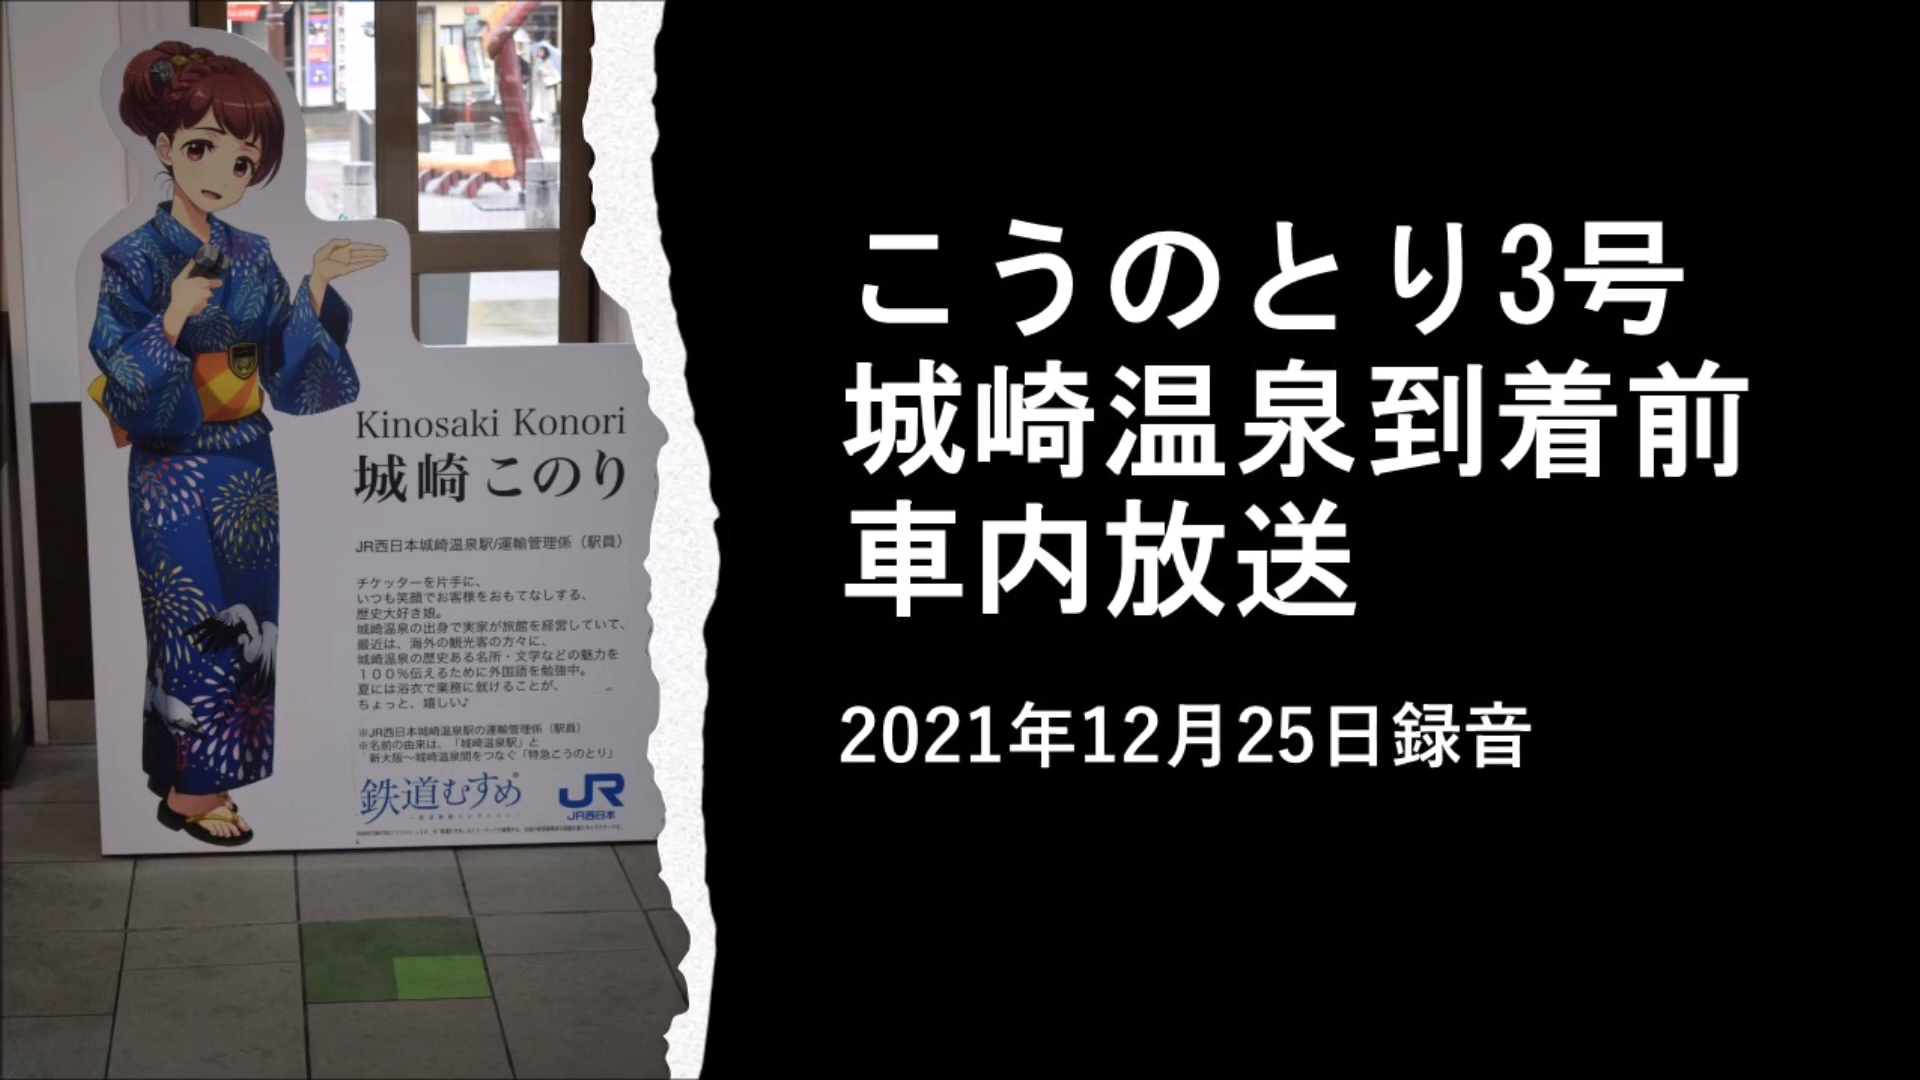 Kinosaki Konori
城崎このり
JR西日本城崎温泉駅/運輸管理係（駅員）
チケッターを片手に、
いつも笑顔でお客様をおもてなしする、
歴史大好き娘。
城崎温泉の出身で実家が旅館を経営していて、
最近は、海外の観光客の方々に、
城崎温泉の歴史ある名所・文学などの魅力を
１００％伝えるために外国語を勉強中。
夏には浴衣で業務に就けることが、
ちょっと、嬉しい♪
※JR西日本城崎温泉駅の運輸管理係（駅員）
※名前の由来は、「城崎温泉駅」と
新大阪～城崎温泉間をつなぐ「特急こうのとり」
鉄道むすめ
JR
JR西日本
こうのとり3号
城崎温泉到着前
車内放送
2021年12月25日録音